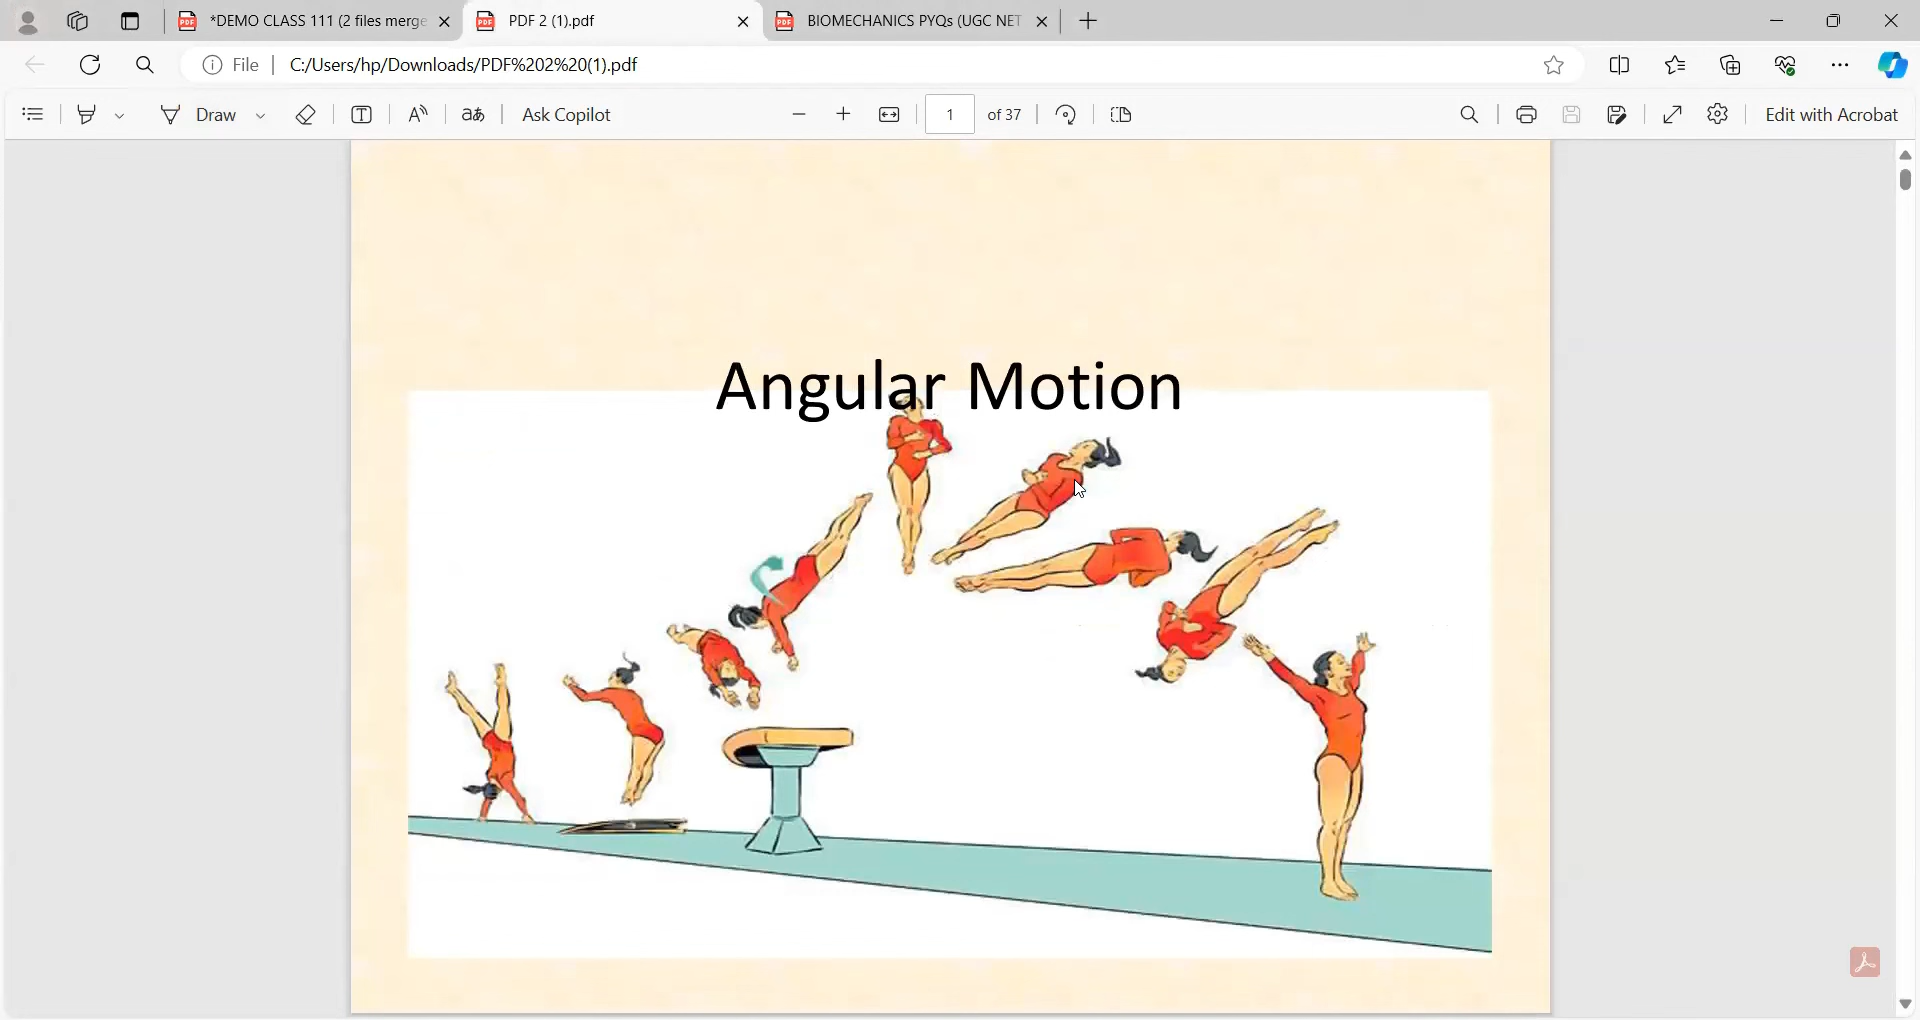 *DEMO CLASS 111 (2 files merge
PDF 2 (1).pdf
BIOMECHANICS PYQs (UGC NET
File
C:/Users/hp/Downloads/PDF%202%20(1).pdf
Draw
Ask Copilot
1 of 37
Edit with Acrobat
Angular Motion